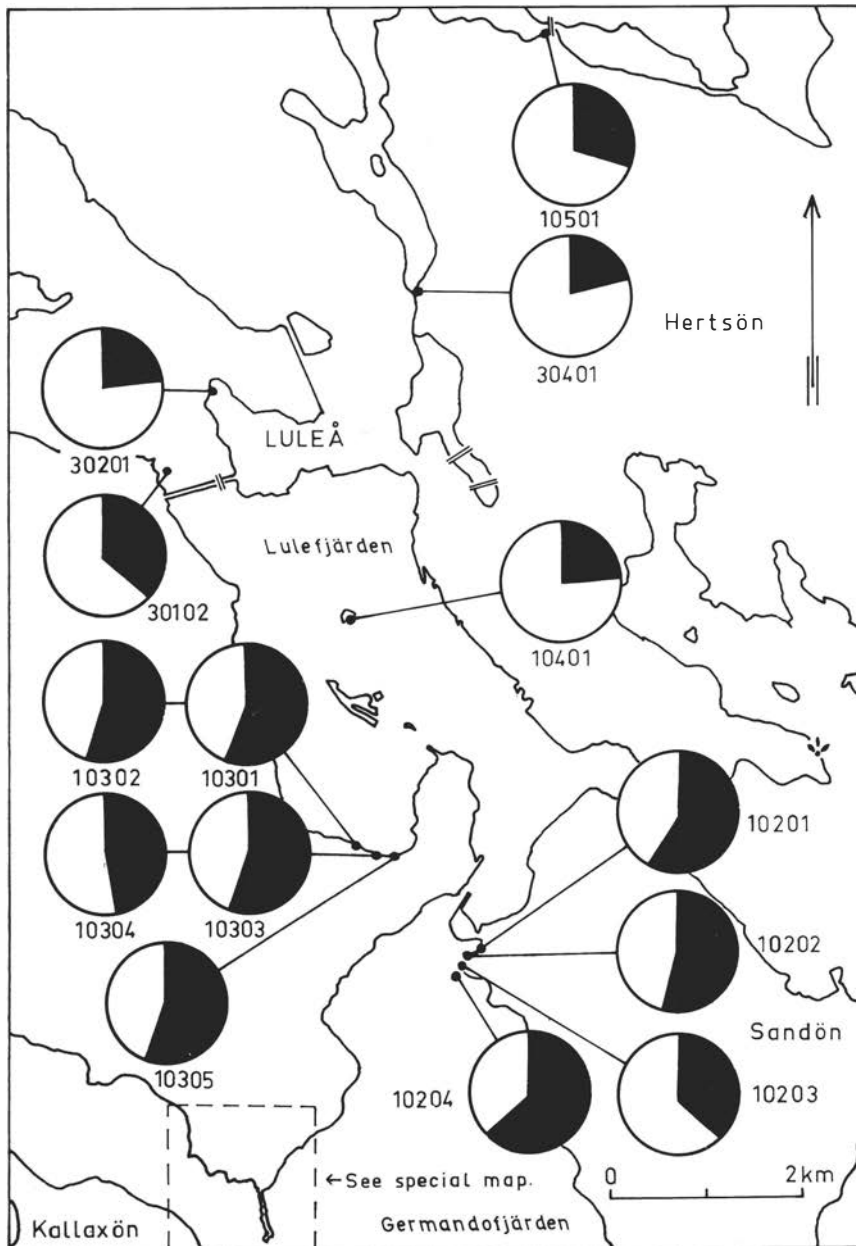 10501
Hertsön
30401
LULEÅ
30201
Lulefjärden
30102
10401
10302
10301
10201
10304
10303
10202
Sandön
10305
10204
10203
0 2km
←See special map.
Kallaxön
Germandofjärden